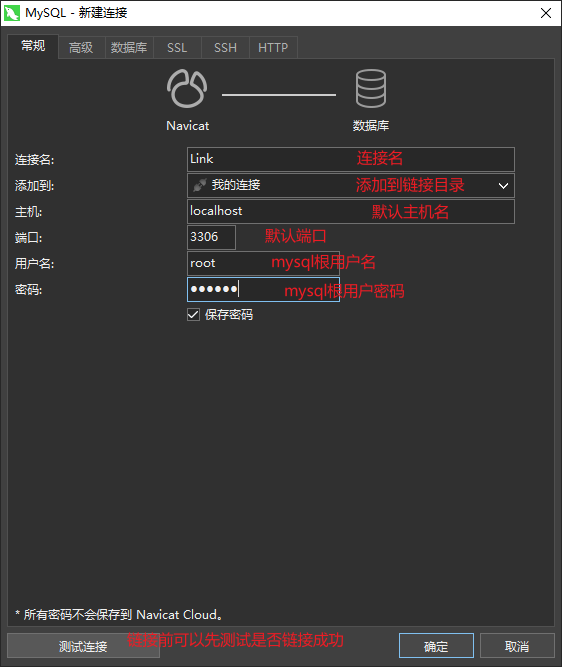 MySQL - 新建连接
常规 高级 数据库 SSL SSH HTTP
Navicat 数据库
连接名: Link 连接名
添加到: 我的连接 添加到链接目录
主机: localhost 默认主机名
端口: 3306 默认端口
用户名: root mysql根用户名
密码: ●●●●●● mysql根用户密码
保存密码
* 所有密码不会保存到 Navicat Cloud。
测试连接 链接前可以先测试是否链接成功 确定 取消